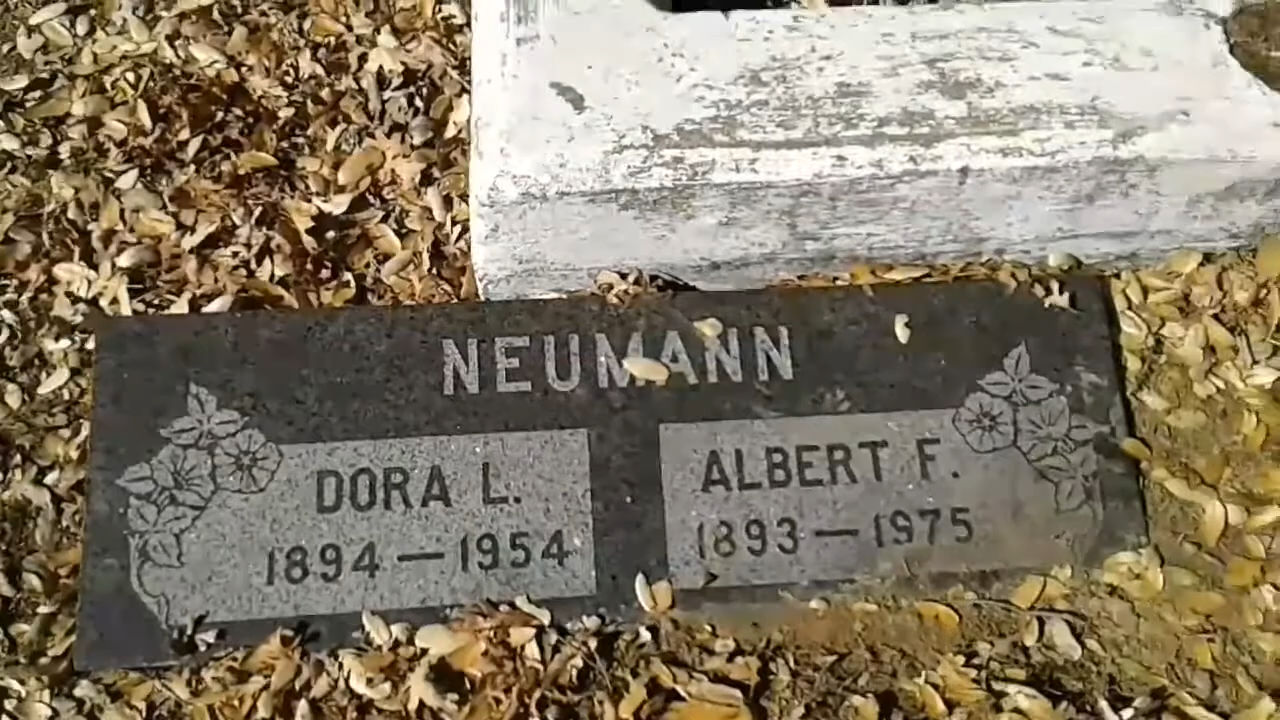 NEUMANN
DORA L.
1894 — 1954
ALBERT F.
1893 — 1975